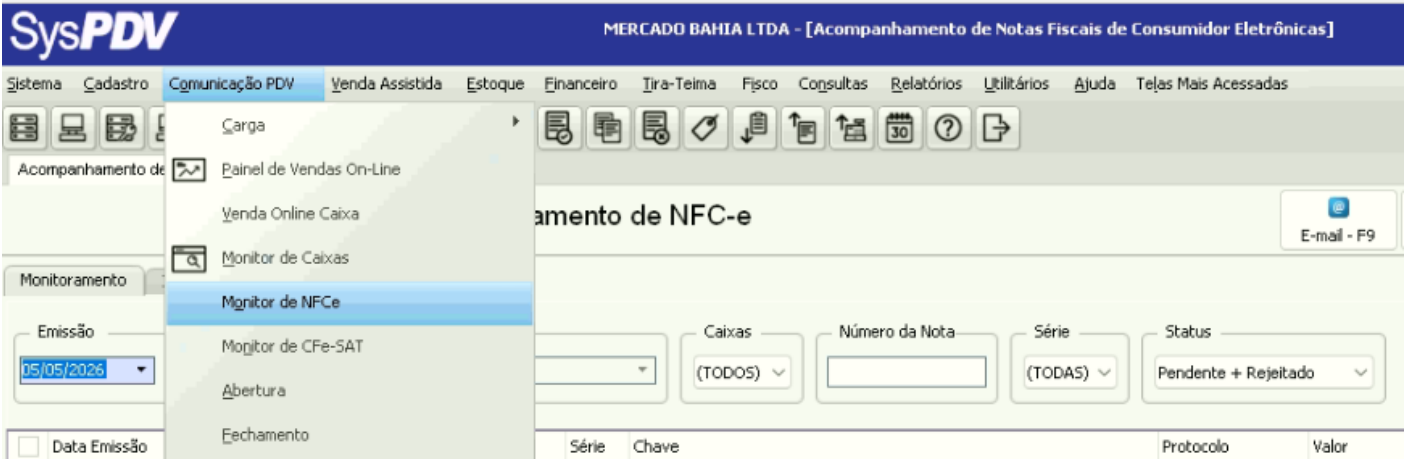 SysPDV
MERCADO BAHIA LTDA - [Acompanhamento de Notas Fiscais de Consumidor Eletrônicas]
Sistema Cadastro Comunicação PDV Venda Assistida Estoque Financeiro Tira-Teima Fisco Consultas Relatórios Utilitários Ajuda Telas Mais Acessadas
Carga
30
Acompanhamento de
Painel de Vendas On-Line
Venda Online Caixa
amento de NFC-e
E-mail - F9
Monitor de Caixas
Monitoramento
Monitor de NFCe
Emissão Caixas Número da Nota Série Status
Monitor de CFe-SAT
05/05/2026 (TODOS) (TODAS) Pendente + Rejeitado
Abertura
Fechamento
Data Emissão Série Chave Protocolo Valor